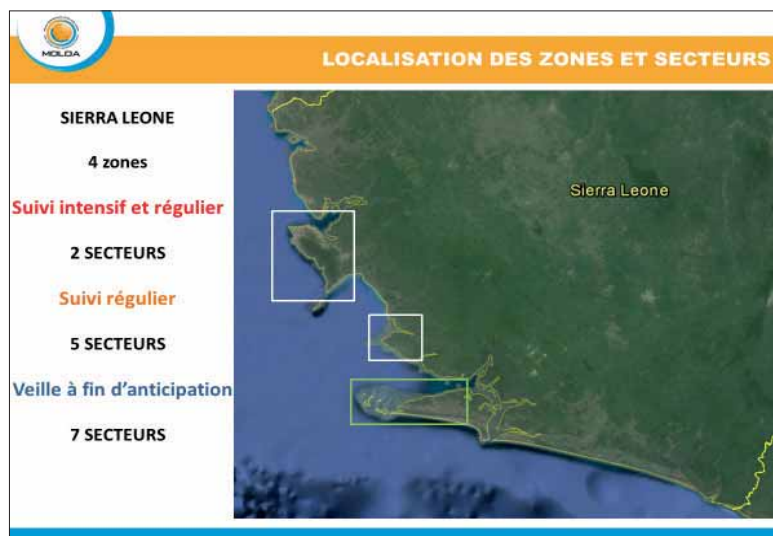 MOLOA
LOCALISATION DES ZONES ET SECTEURS
SIERRA LEONE
4 zones
Suivi intensif et régulier
2 SECTEURS
Suivi régulier
5 SECTEURS
Veille à fin d'anticipation
7 SECTEURS
Sierra Leone